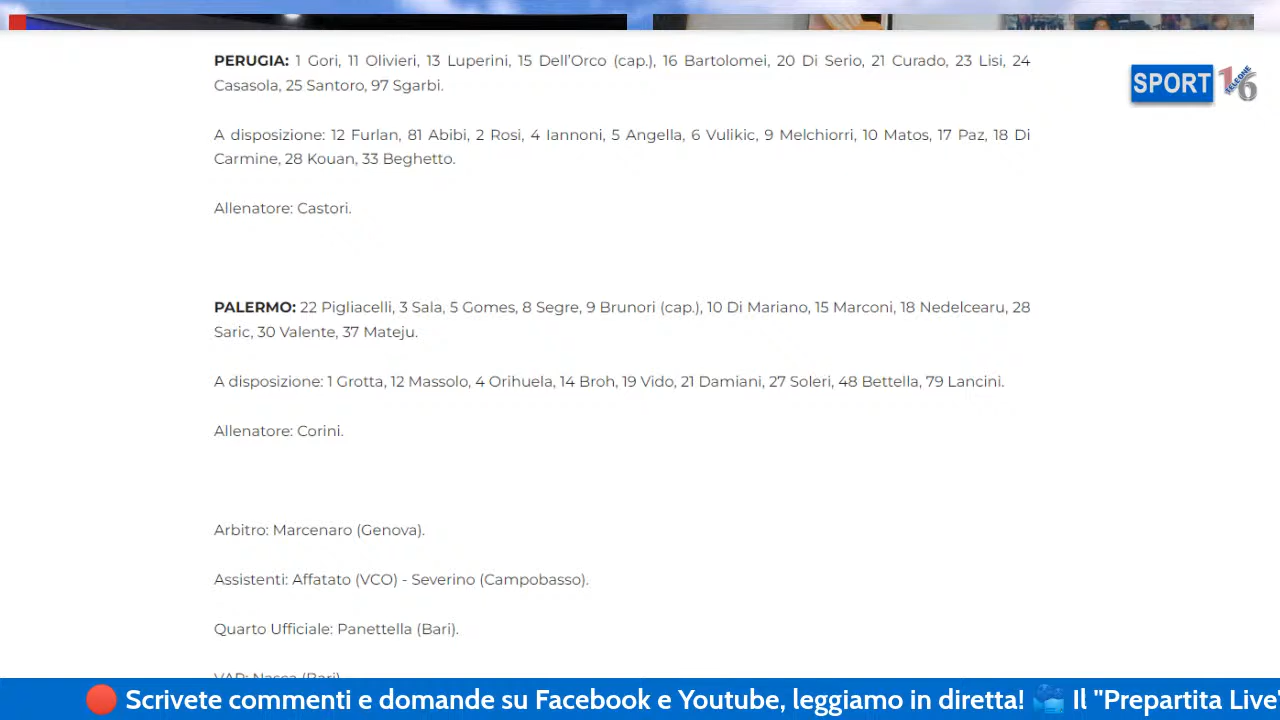 PERUGIA: 1 Gori, 11 Olivieri, 13 Luperini, 15 Dell’Orco (cap.), 16 Bartolomei, 20 Di Serio, 21 Curado, 23 Lisi, 24
Casasola, 25 Santoro, 97 Sgarbi.
SPORT
TELEONE
16
A disposizione: 12 Furlan, 81 Abibi, 2 Rosi, 4 Iannoni, 5 Angella, 6 Vulikic, 9 Melchiorri, 10 Matos, 17 Paz, 18 Di
Carmine, 28 Kouan, 33 Beghetto.
Allenatore: Castori.
PALERMO: 22 Pigliacelli, 3 Sala, 5 Gomes, 8 Segre, 9 Brunori (cap.), 10 Di Mariano, 15 Marconi, 18 Nedelcearu, 28
Saric, 30 Valente, 37 Mateju.
A disposizione: 1 Grotta, 12 Massolo, 4 Orihuela, 14 Broh, 19 Vido, 21 Damiani, 27 Soleri, 48 Bettella, 79 Lancini.
Allenatore: Corini.
Arbitro: Marcenaro (Genova).
Assistenti: Affatato (VCO) - Severino (Campobasso).
Quarto Ufficiale: Panettella (Bari).
VAR: Nasca (Bari)
Scrivete commenti e domande su Facebook e Youtube, leggiamo in diretta! Il "Prepartita Live"